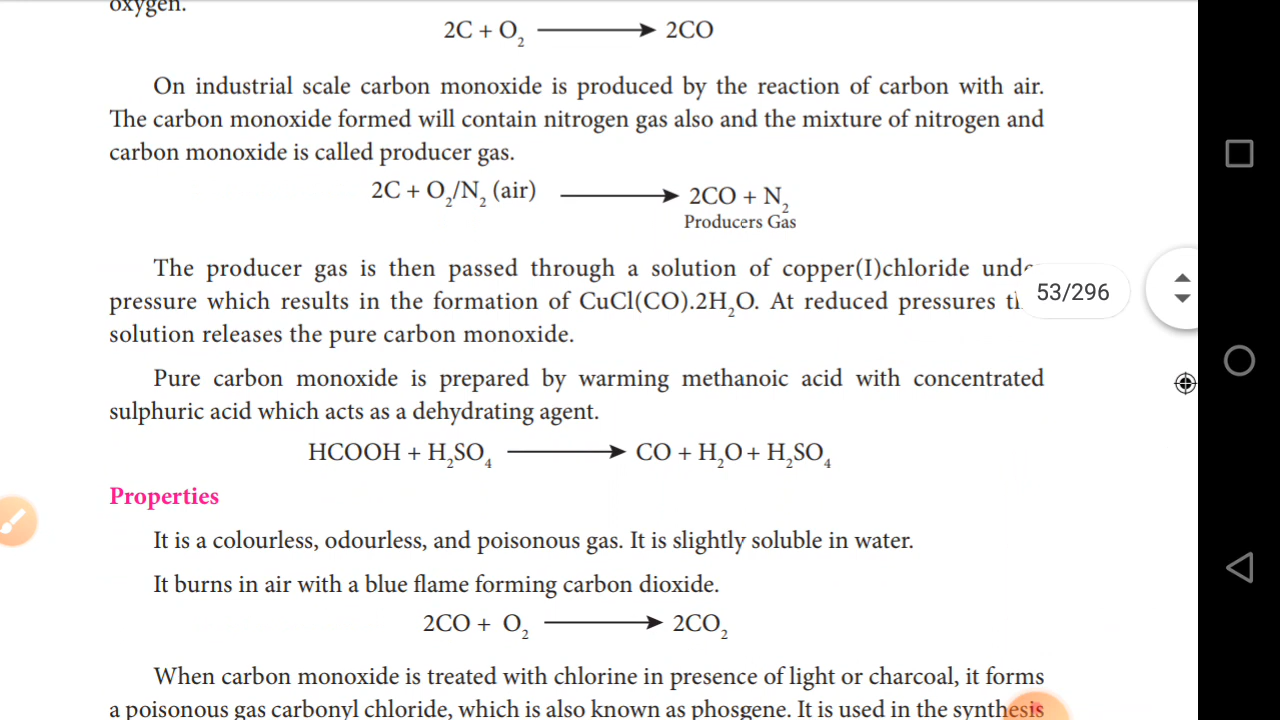 oxygen.
2C + O₂ ⟶ 2CO
On industrial scale carbon monoxide is produced by the reaction of carbon with air.
The carbon monoxide formed will contain nitrogen gas also and the mixture of nitrogen and
carbon monoxide is called producer gas.
2C + O₂/N₂ (air) ⟶ 2CO + N₂
Producers Gas
The producer gas is then passed through a solution of copper(I)chloride
pressure which results in the formation of CuCl(CO).2H₂O. At reduced pressures
53/296
solution releases the pure carbon monoxide.
Pure carbon monoxide is prepared by warming methanoic acid with concentrated
sulphuric acid which acts as a dehydrating agent.
HCOOH + H₂SO₄ ⟶ CO + H₂O + H₂SO₄
Properties
It is a colourless, odourless, and poisonous gas. It is slightly soluble in water.
It burns in air with a blue flame forming carbon dioxide.
2CO + O₂ ⟶ 2CO₂
When carbon monoxide is treated with chlorine in presence of light or charcoal, it forms
a poisonous gas carbonyl chloride, which is also known as phosgene. It is used in the synthesis